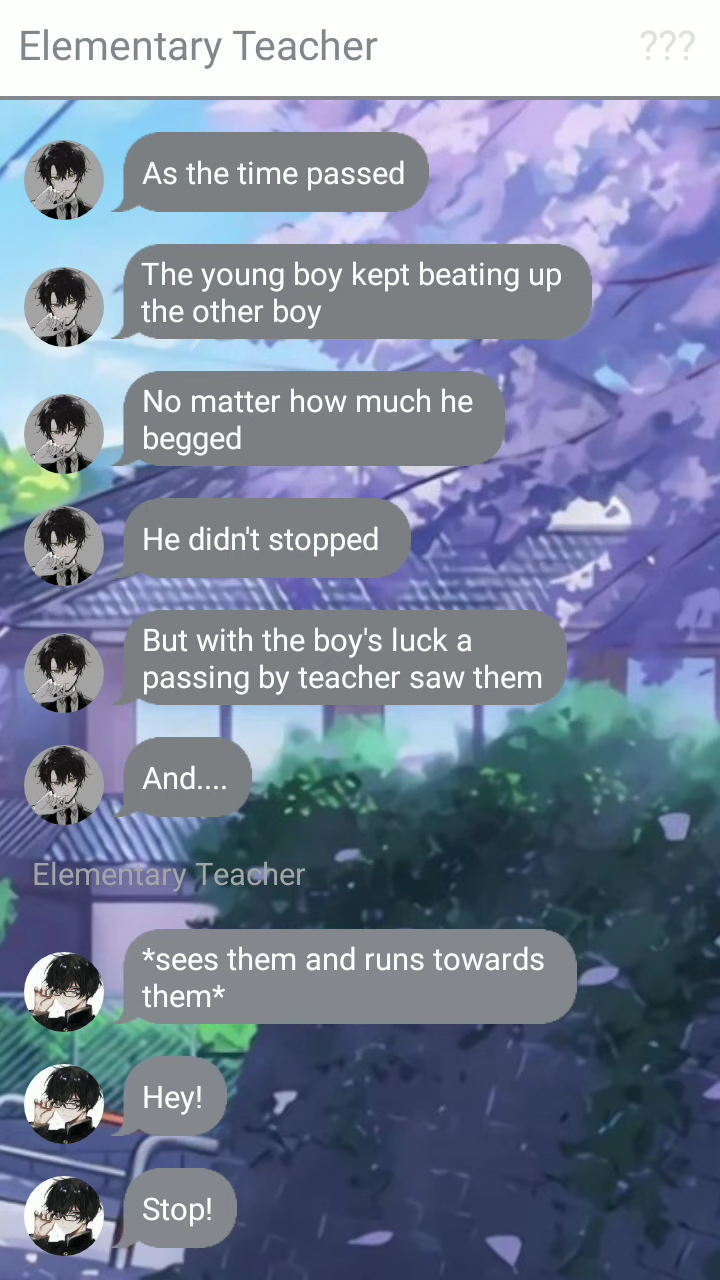 Elementary Teacher
???
As the time passed
The young boy kept beating up
the other boy
No matter how much he
begged
He didn't stopped
But with the boy's luck a
passing by teacher saw them
And....
Elementary Teacher
*sees them and runs towards
them*
Hey!
Stop!